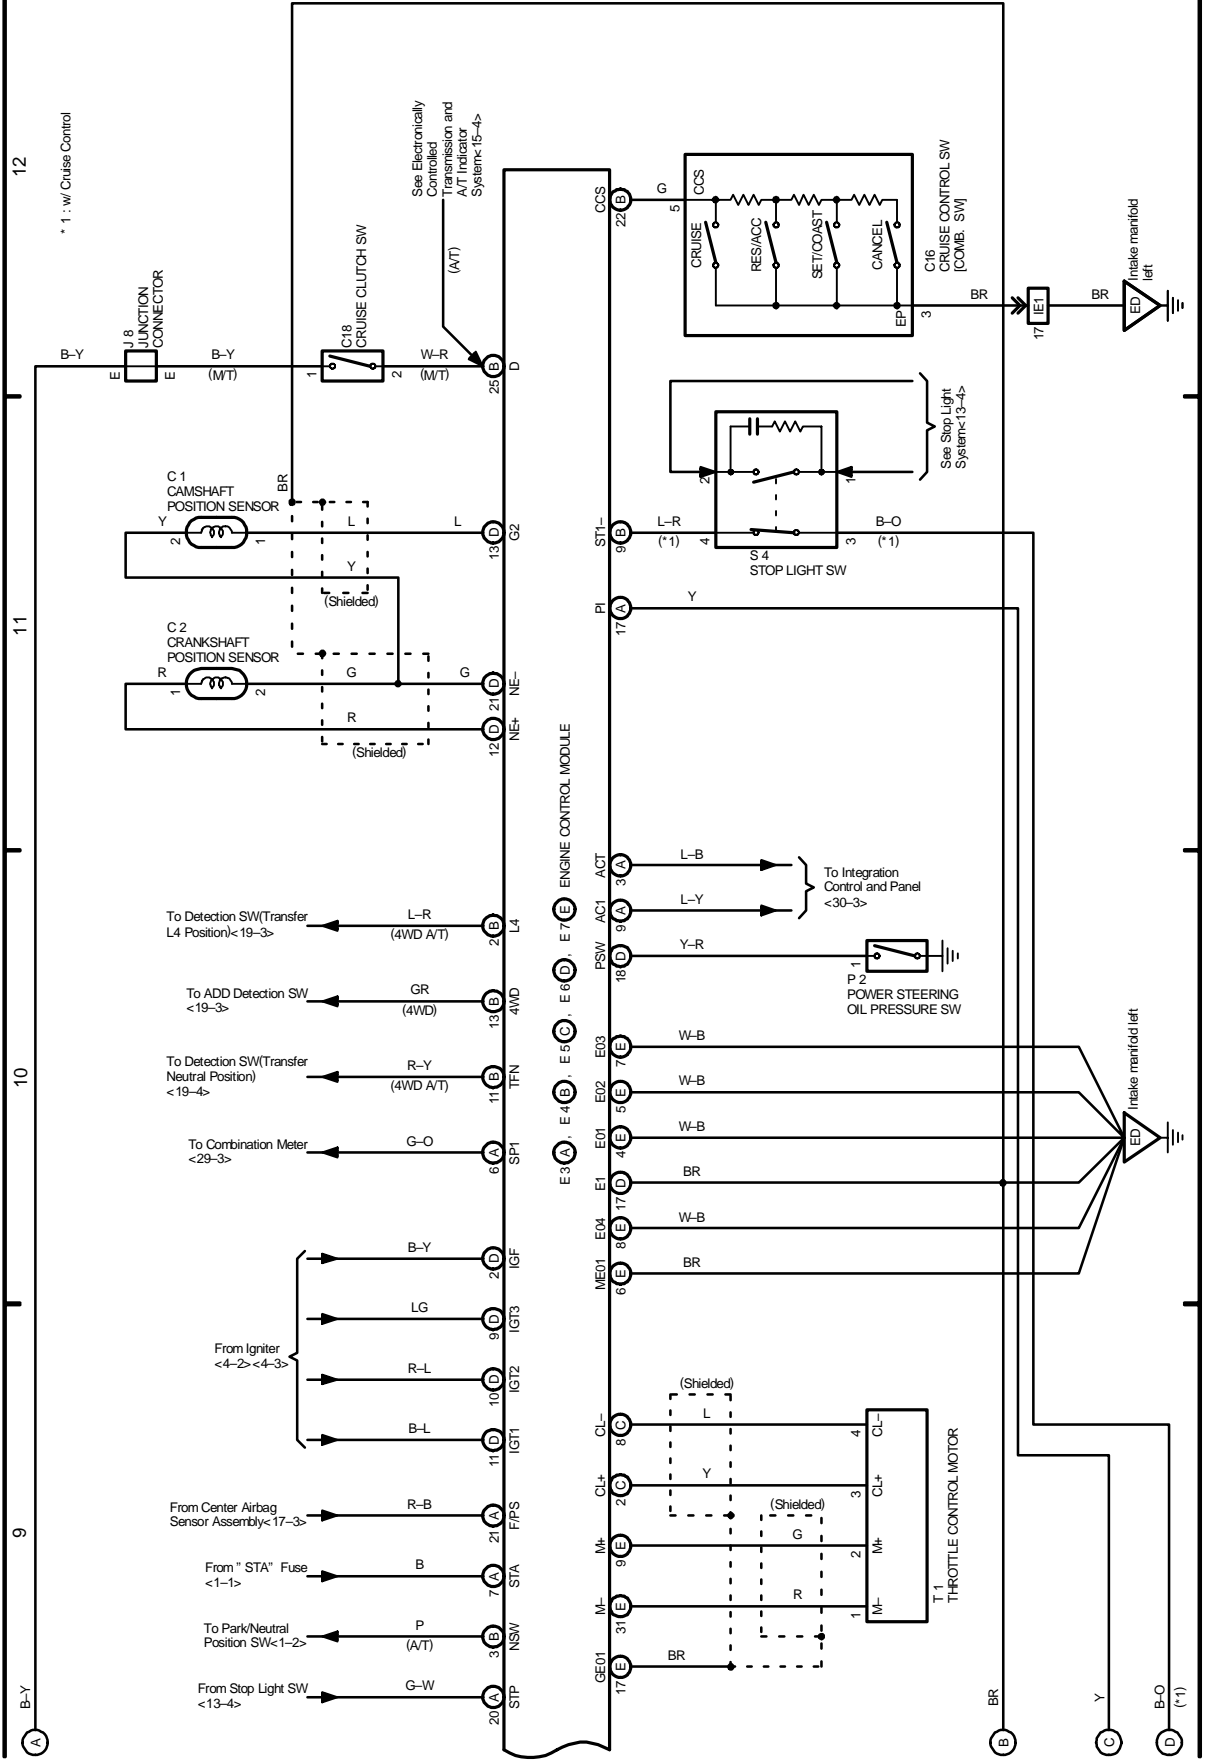 12
11
10
9
* 1 : w/ Cruise Control
A
B–Y
J 8
JUNCTION
CONNECTOR
B–Y
E
E
B–Y
(M/T)
C18
CRUISE CLUTCH SW
1
2
W–R
(M/T)
See Electronically
Controlled
Transmission and
A/T Indicator
System<15–4>
(A/T)
25
B
D
BR
C 1
CAMSHAFT
POSITION SENSOR
Y
2
1
L
L
Y
(Shielded)
13
D
G2
C 2
CRANKSHAFT
POSITION SENSOR
R
1
2
G
G
R
(Shielded)
21
D
NE–
12
D
NE+
To Detection SW(Transfer
L4 Position)<19–3>
L–R
(4WD A/T)
2
B
L4
To ADD Detection SW
<19–3>
GR
(4WD)
13
B
4WD
To Detection SW(Transfer
Neutral Position)
<19–4>
R–Y
(4WD A/T)
11
B
TFN
To Combination Meter
<29–3>
G–O
6
A
SP1
From Igniter
<4–2><4–3>
B–Y
2
D
IGF
LG
9
D
IGT3
R–L
10
D
IGT2
B–L
11
D
IGT1
From Center Airbag
Sensor Assembly<17–3>
R–B
21
A
F/PS
From " STA" Fuse
<1–1>
B
7
A
STA
To Park/Neutral
Position SW<1–2>
P
(A/T)
3
B
NSW
From Stop Light SW
<13–4>
G–W
20
A
STP
E 3 A , E 4 B , E 5 C , E 6 D , E 7 E ENGINE CONTROL MODULE
CCS
22
B
G
5
CCS
CRUISE
RES/ACC
SET/COAST
CANCEL
EP
3
C16
CRUISE CONTROL SW
[COMB. SW]
BR
17
IE1
BR
ED
Intake manifold
left
ST1–
9
B
L–R
(*1)
4
2
1
3
S 4
STOP LIGHT SW
B–O
(*1)
See Stop Light
System<13–4>
PI
17
A
Y
ACT
3
A
L–B
AC1
9
A
L–Y
To Integration
Control and Panel
<30–3>
PSW
18
D
Y–R
1
P 2
POWER STEERING
OIL PRESSURE SW
E03
7
E
W–B
E02
5
E
W–B
E01
4
E
W–B
E1
17
D
BR
E04
8
E
W–B
ME01
6
E
BR
ED
Intake manifold left
CL–
8
C
L
4
CL–
(Shielded)
CL+
2
C
Y
3
CL+
(Shielded)
M+
9
E
G
2
M+
M–
31
E
R
1
M–
T 1
THROTTLE CONTROL MOTOR
GE01
17
E
BR
BR
B
Y
C
B–O
(*1)
D